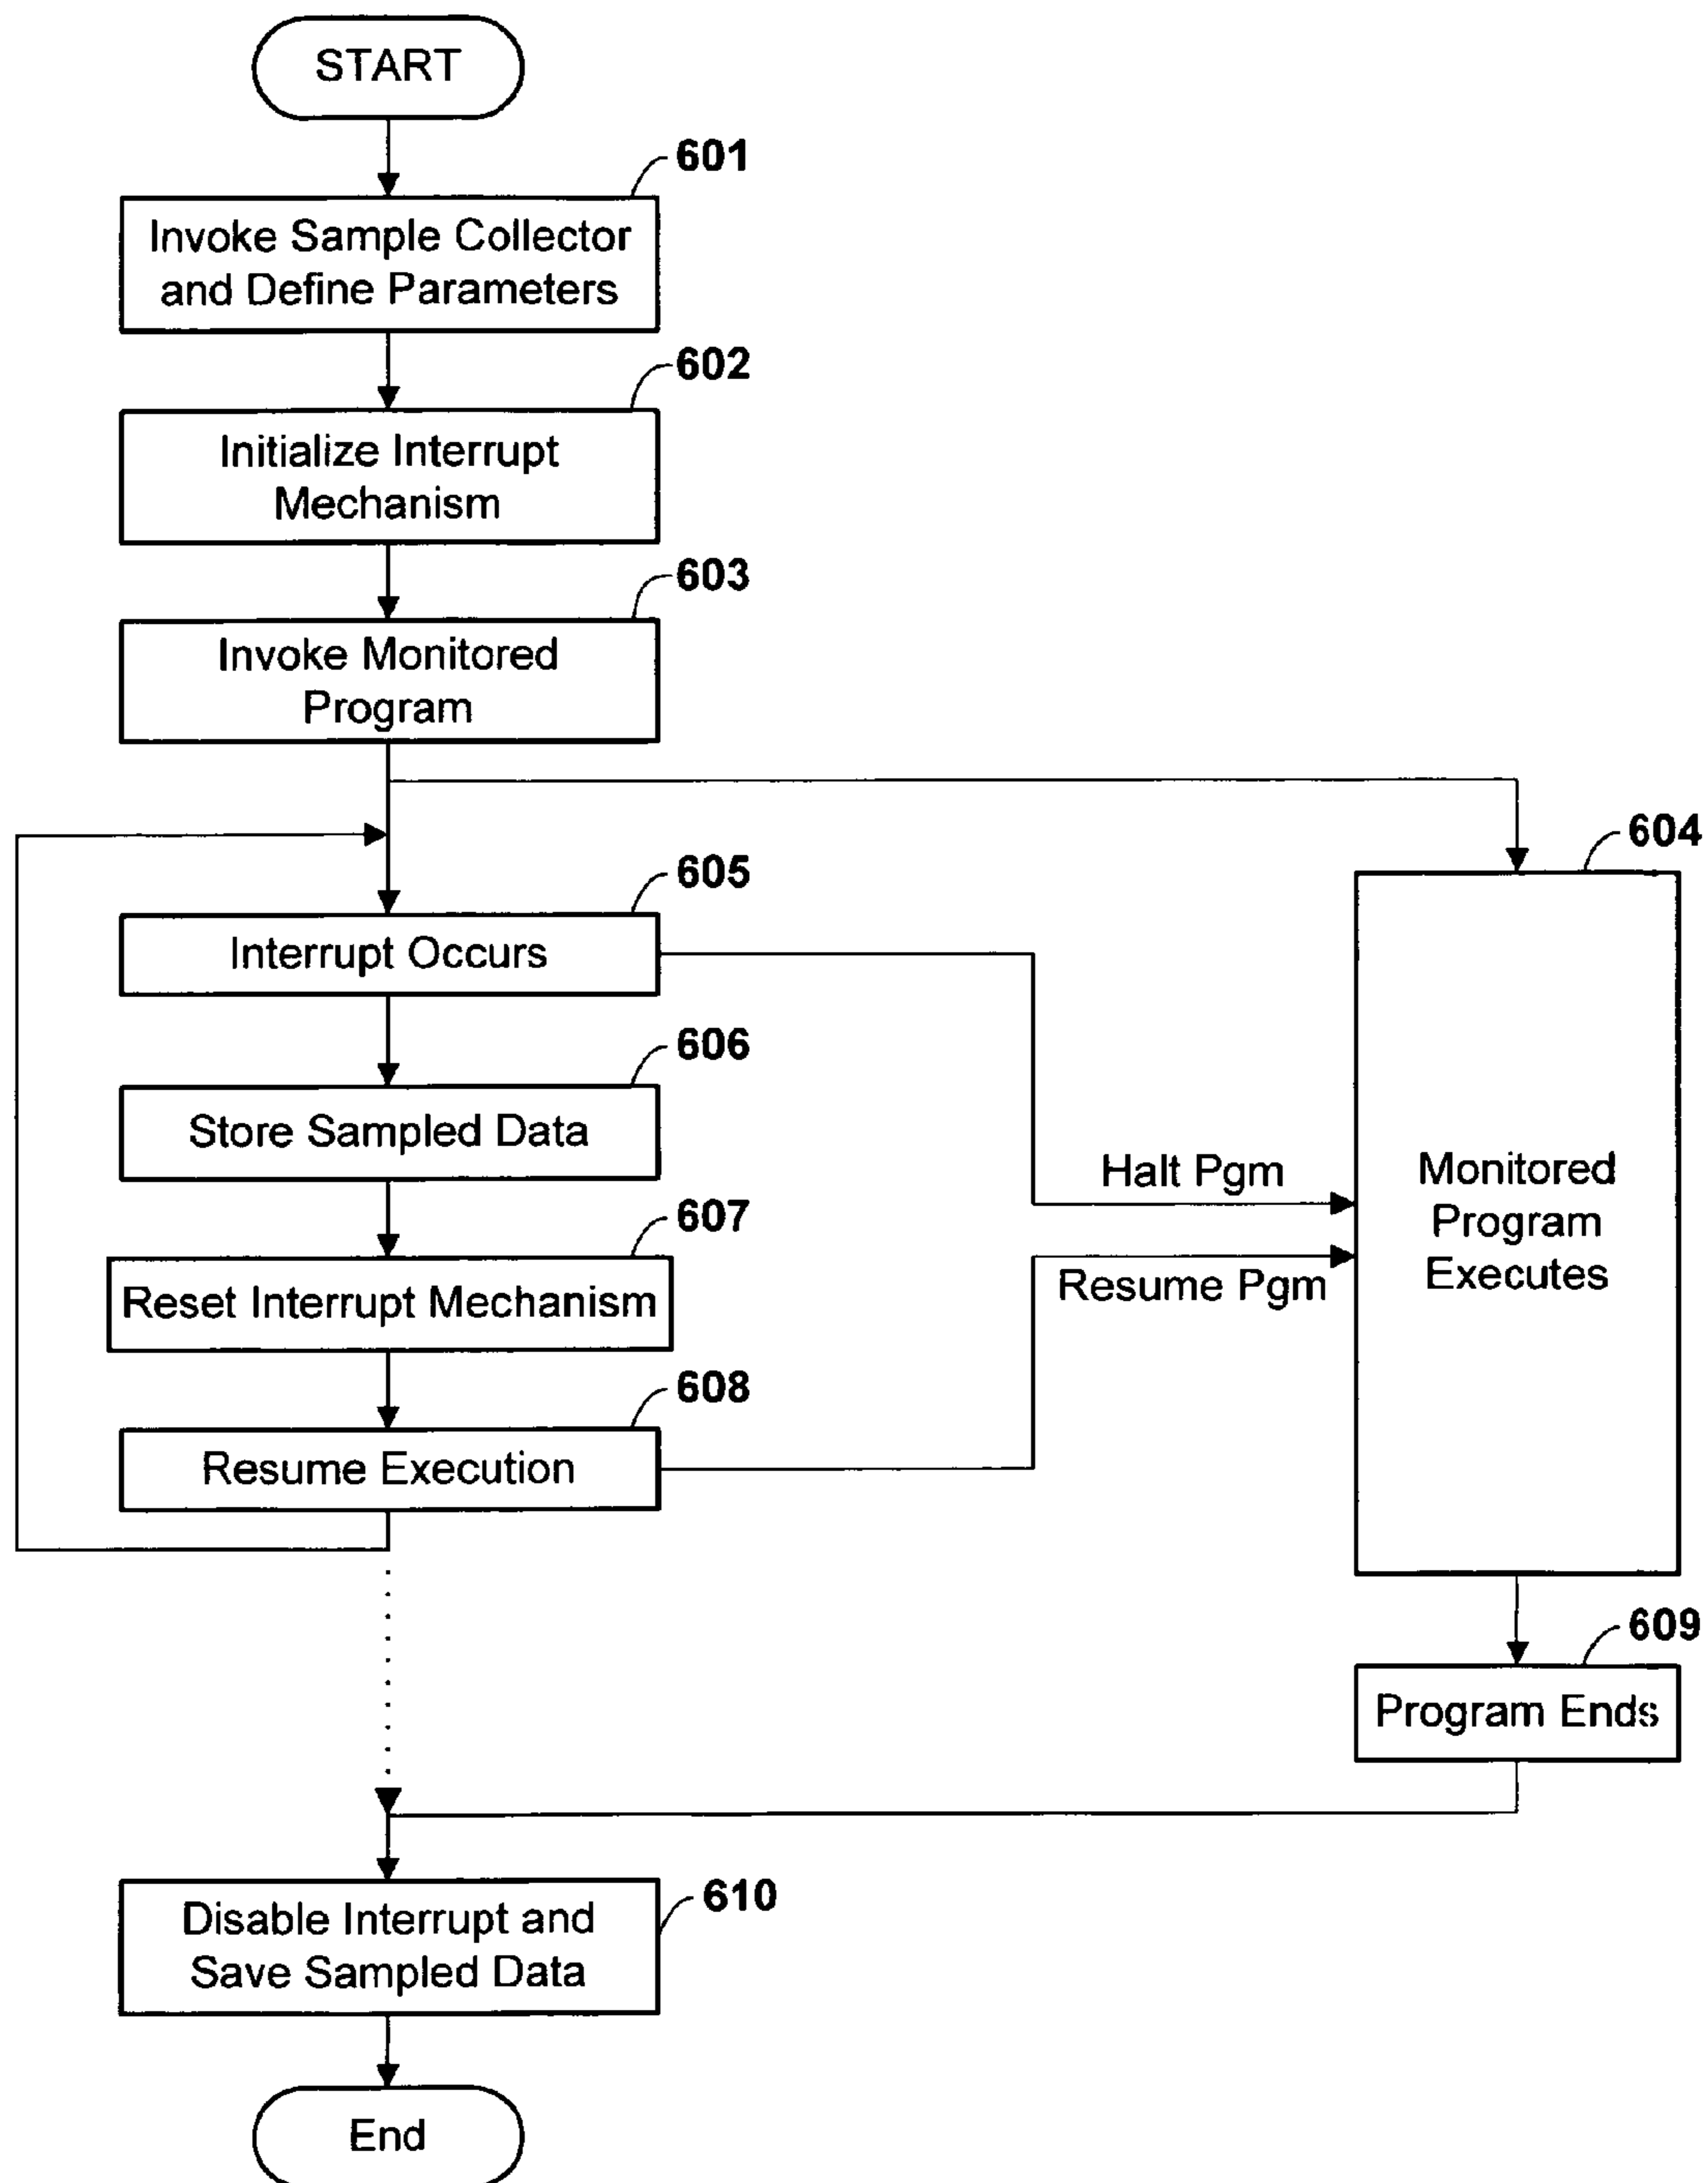 START
601
Invoke Sample Collector
and Define Parameters
602
Initialize Interrupt
Mechanism
603
Invoke Monitored
Program
604
Monitored
Program
Executes
605
Interrupt Occurs
606
Store Sampled Data
Halt Pgm
607
Reset Interrupt Mechanism
Resume Pgm
608
Resume Execution
609
Program Ends
610
Disable Interrupt and
Save Sampled Data
End